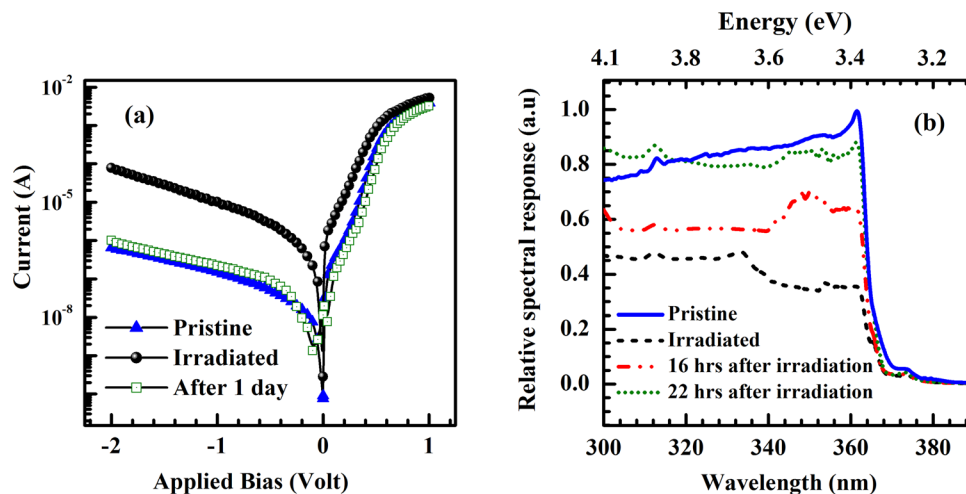 (a)
10^-2
10^-5
10^-8
Current (A)
Pristine
Irradiated
After 1 day
-2 -1 0 1
Applied Bias (Volt)
Energy (eV)
4.1 3.8 3.6 3.4 3.2
(b)
1.0
0.8
0.6
0.4
0.2
0.0
Relative spectral response (a.u)
Pristine
Irradiated
16 hrs after irradiation
22 hrs after irradiation
300 320 340 360 380
Wavelength (nm)